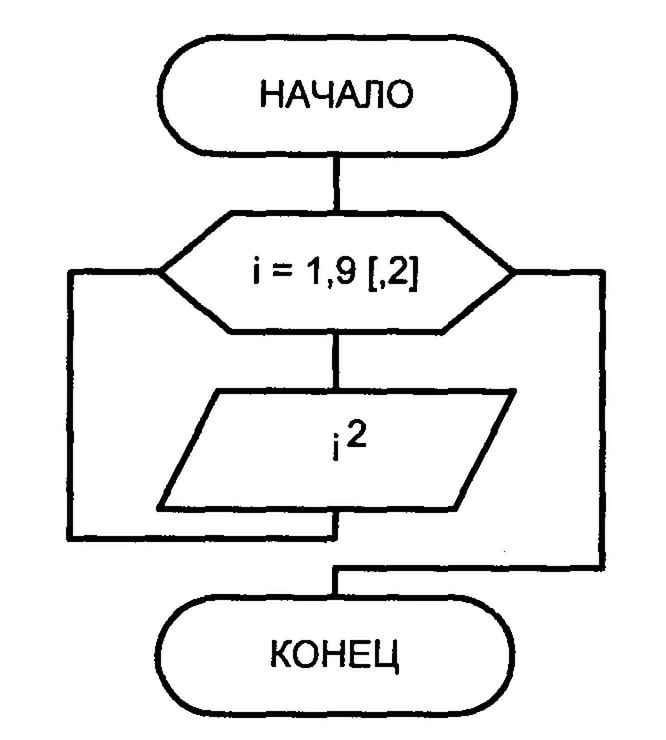 НАЧАЛО
i = 1,9 [,2]
i²
КОНЕЦ